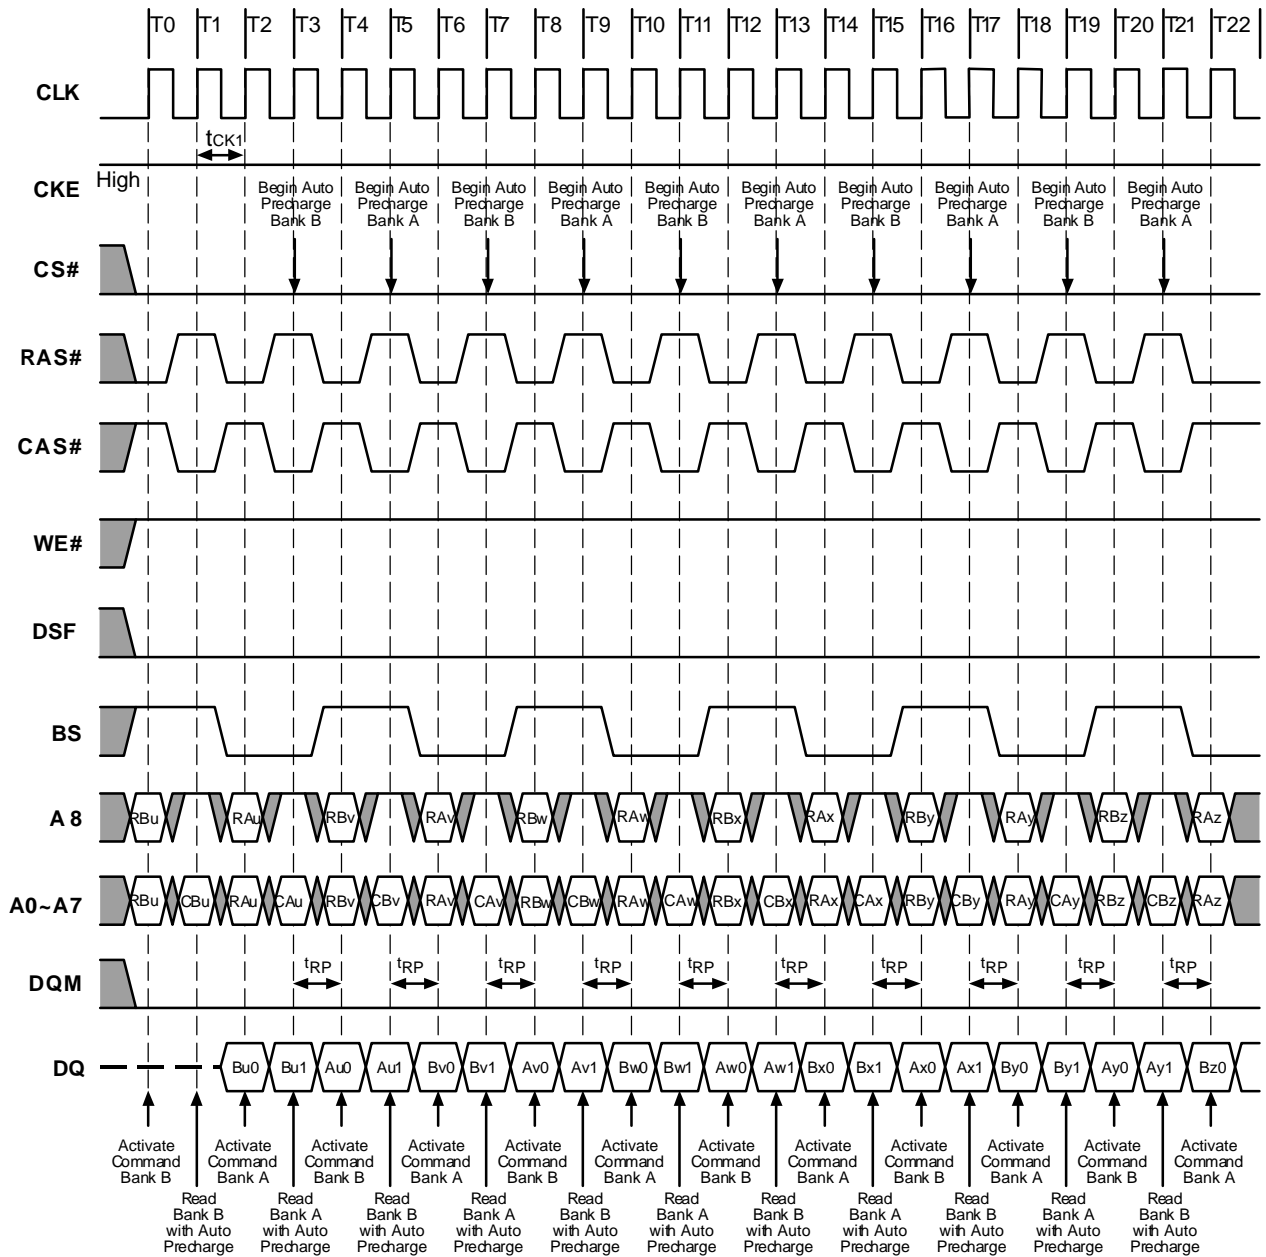 T0 T1 T2 T3 T4 T5 T6 T7 T8 T9 T10 T11 T12 T13 T14 T15 T16 T17 T18 T19 T20 T21 T22
CLK
tCK1
CKE High
Begin Auto Begin Auto Begin Auto Begin Auto Begin Auto Begin Auto Begin Auto Begin Auto Begin Auto Begin Auto
Precharge Precharge Precharge Precharge Precharge Precharge Precharge Precharge Precharge Precharge
Bank B Bank A Bank B Bank A Bank B Bank A Bank B Bank A Bank B Bank A
CS#
RAS#
CAS#
WE#
DSF
BS
A8 RBu RAu RBv RAv RBw RAw RBx RAx RBy RAy RBz RAz
A0~A7 RBu CBu RAu CAu RBv CBv RAv CAv RBw CBw RAw CAw RBx CBx RAx CAx RBy CBy RAy CAy RBz CBz RAz
DQM tRP tRP tRP tRP tRP tRP tRP tRP tRP tRP
DQ Bu0 Bu1 Au0 Au1 Bv0 Bv1 Av0 Av1 Bw0 Bw1 Aw0 Aw1 Bx0 Bx1 Ax0 Ax1 By0 By1 Ay0 Ay1 Bz0
Activate Activate Activate Activate Activate Activate Activate Activate Activate Activate Activate Activate
Command Command Command Command Command Command Command Command Command Command Command Command
Bank B Bank A Bank B Bank A Bank B Bank A Bank B Bank A Bank B Bank A Bank B Bank A
Read Read Read Read Read Read Read Read Read Read Read
Bank B Bank A Bank B Bank A Bank B Bank A Bank B Bank A Bank B Bank A Bank B
with Auto with Auto with Auto with Auto with Auto with Auto with Auto with Auto with Auto with Auto with Auto
Precharge Precharge Precharge Precharge Precharge Precharge Precharge Precharge Precharge Precharge Precharge